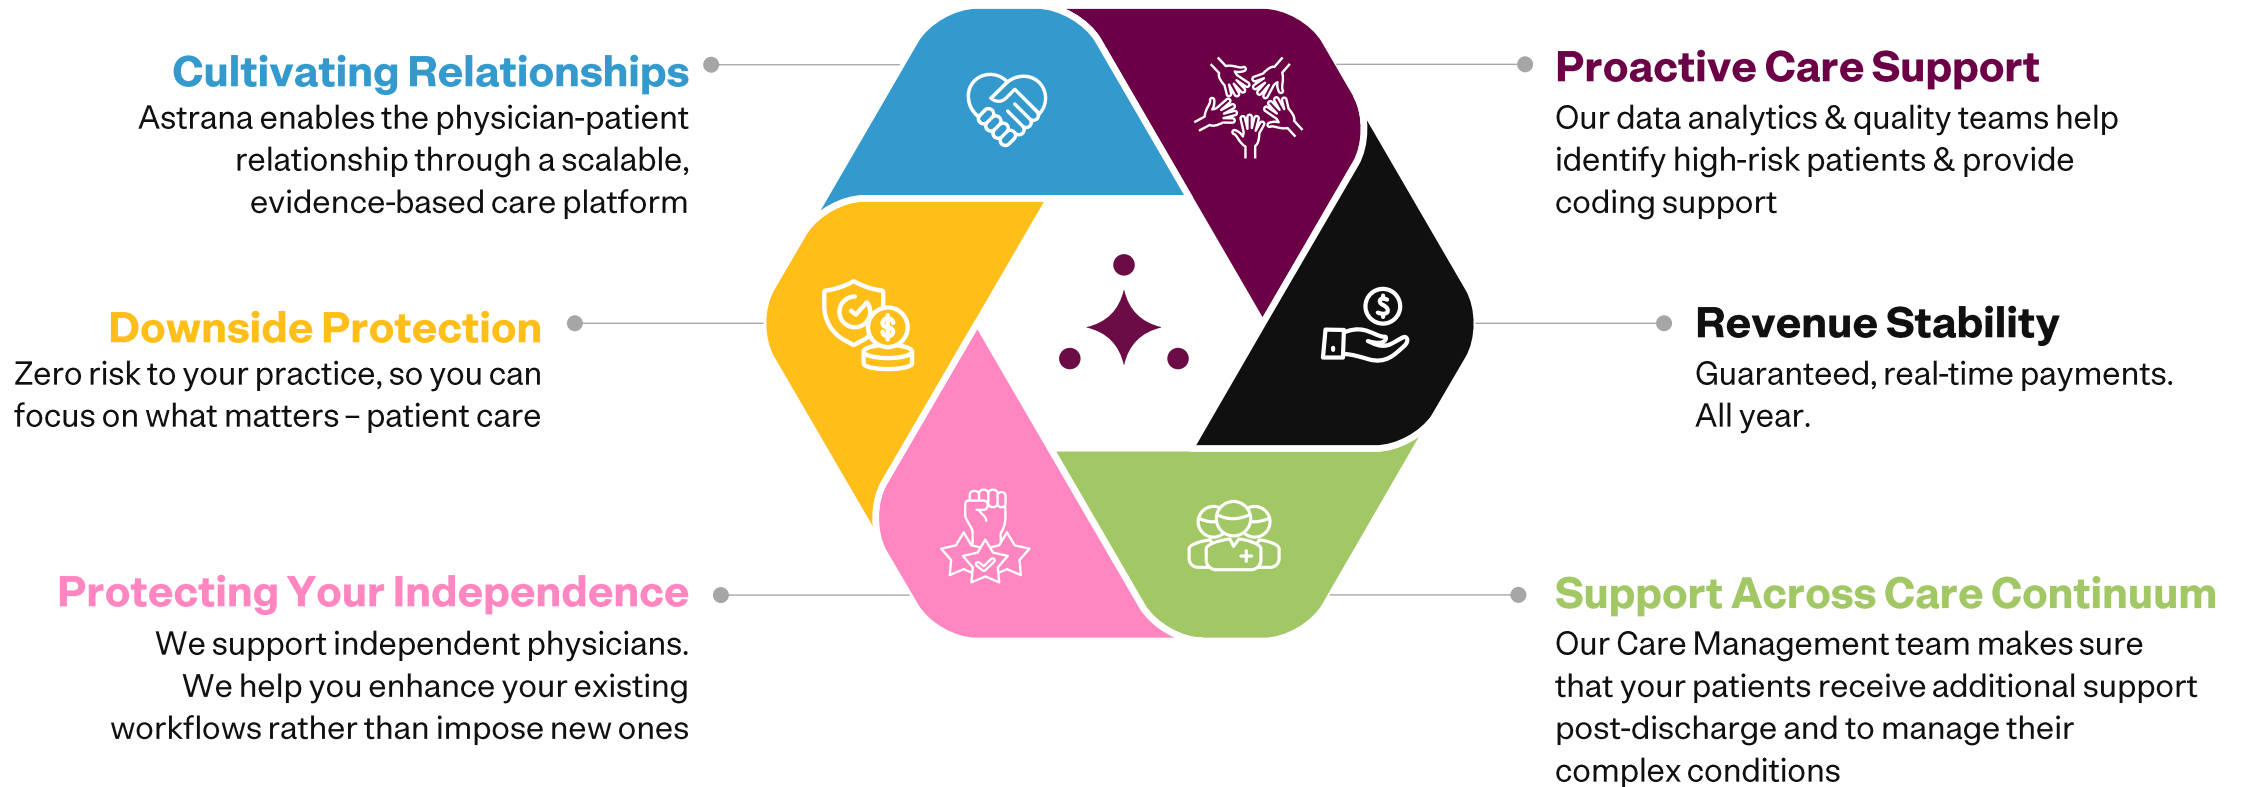 Cultivating Relationships
Astrana enables the physician-patient
relationship through a scalable,
evidence-based care platform
Proactive Care Support
Our data analytics & quality teams help
identify high-risk patients & provide
coding support
Downside Protection
Zero risk to your practice, so you can
focus on what matters – patient care
Revenue Stability
Guaranteed, real-time payments.
All year.
Protecting Your Independence
We support independent physicians.
We help you enhance your existing
workflows rather than impose new ones
Support Across Care Continuum
Our Care Management team makes sure
that your patients receive additional support
post-discharge and to manage their
complex conditions
$
$